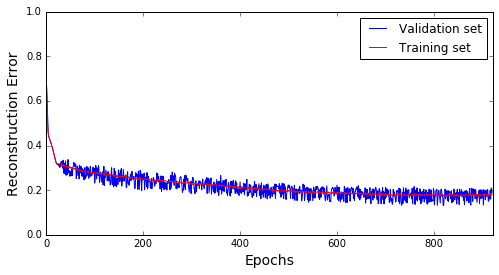 1.0
0.8
0.6
0.4
0.2
0.0
Reconstruction Error
Validation set
Training set
0
200
400
600
800
Epochs